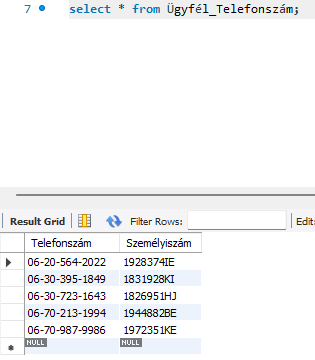 7 select * from Ügyfél_Telefonszám;
Result Grid Filter Rows: Edit:
Telefonszám Személyiszám
06-20-564-2022 1928374IE
06-30-395-1849 1831928KI
06-30-723-1643 1826951HJ
06-70-213-1994 1944882BE
06-70-987-9986 1972351KE
NULL NULL